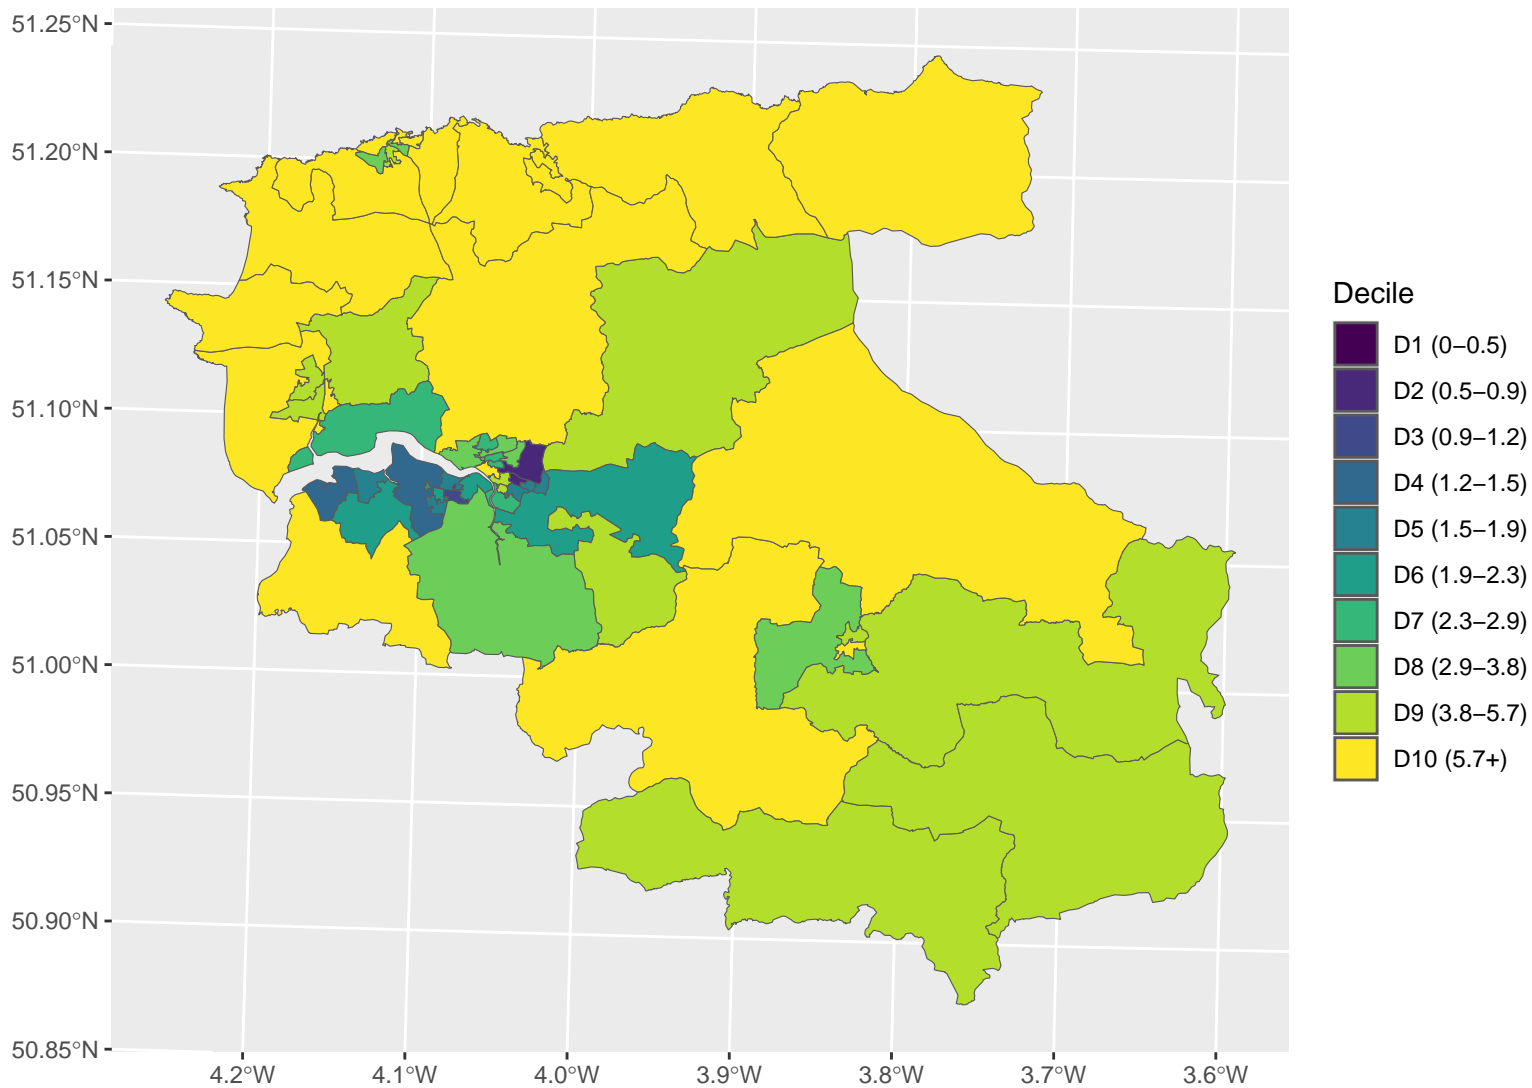 51.25°N
51.20°N
51.15°N
51.10°N
51.05°N
51.00°N
50.95°N
50.90°N
50.85°N
4.2°W
4.1°W
4.0°W
3.9°W
3.8°W
3.7°W
3.6°W
Decile
D1 (0–0.5)
D2 (0.5–0.9)
D3 (0.9–1.2)
D4 (1.2–1.5)
D5 (1.5–1.9)
D6 (1.9–2.3)
D7 (2.3–2.9)
D8 (2.9–3.8)
D9 (3.8–5.7)
D10 (5.7+)